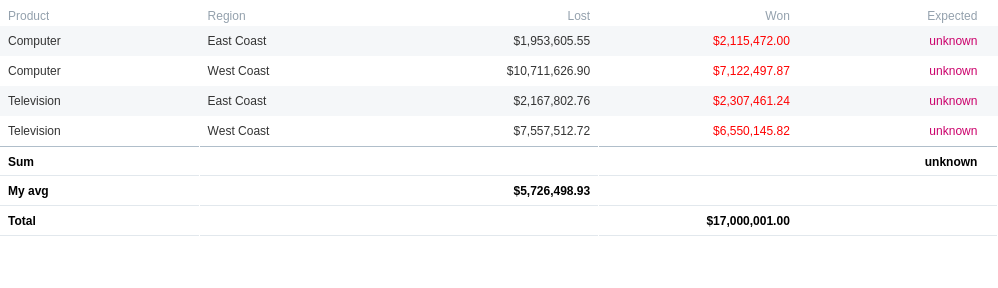 Product Region Lost Won Expected
Computer East Coast $1,953,605.55 $2,115,472.00 unknown
Computer West Coast $10,711,626.90 $7,122,497.87 unknown
Television East Coast $2,167,802.76 $2,307,461.24 unknown
Television West Coast $7,557,512.72 $6,550,145.82 unknown
Sum unknown
My avg $5,726,498.93
Total $17,000,001.00